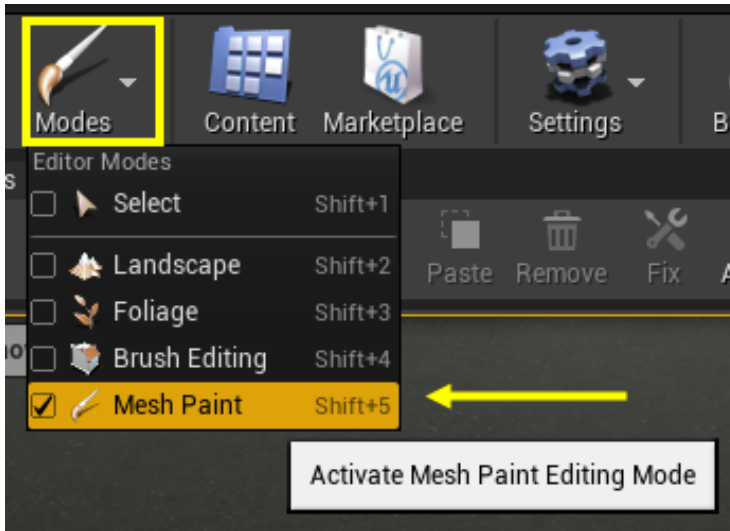 Modes
Content
Marketplace
Settings
B
Editor Modes
s
Select Shift+1
Landscape Shift+2
Paste
Remove
Fix
A
Foliage Shift+3
Brush Editing Shift+4
Mesh Paint Shift+5
Activate Mesh Paint Editing Mode